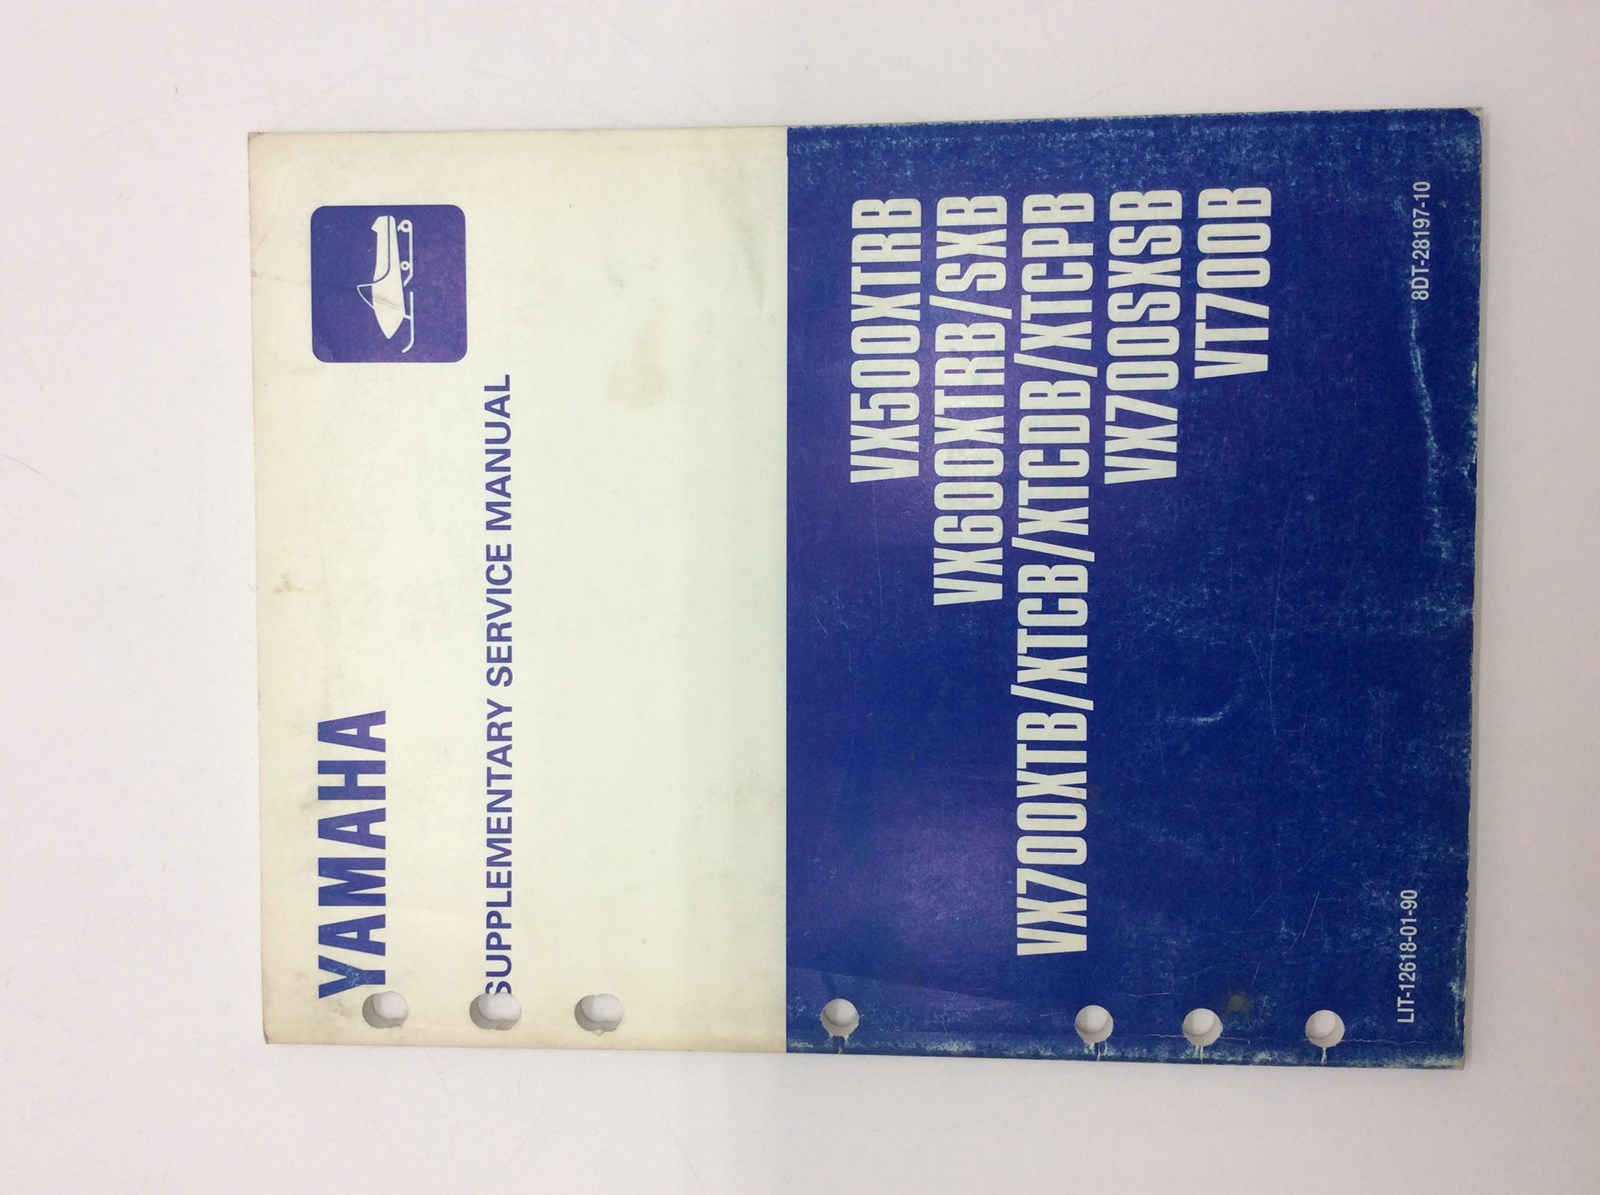 YAMAHA
SUPPLEMENTARY SERVICE MANUAL
VX500XTRB
VX600XTRB/SXB
VX700XTB/XTCB/XTCDB/XTCPB
VX700SXSB
VT700B
LIT-12618-01-90
8DT-28197-10